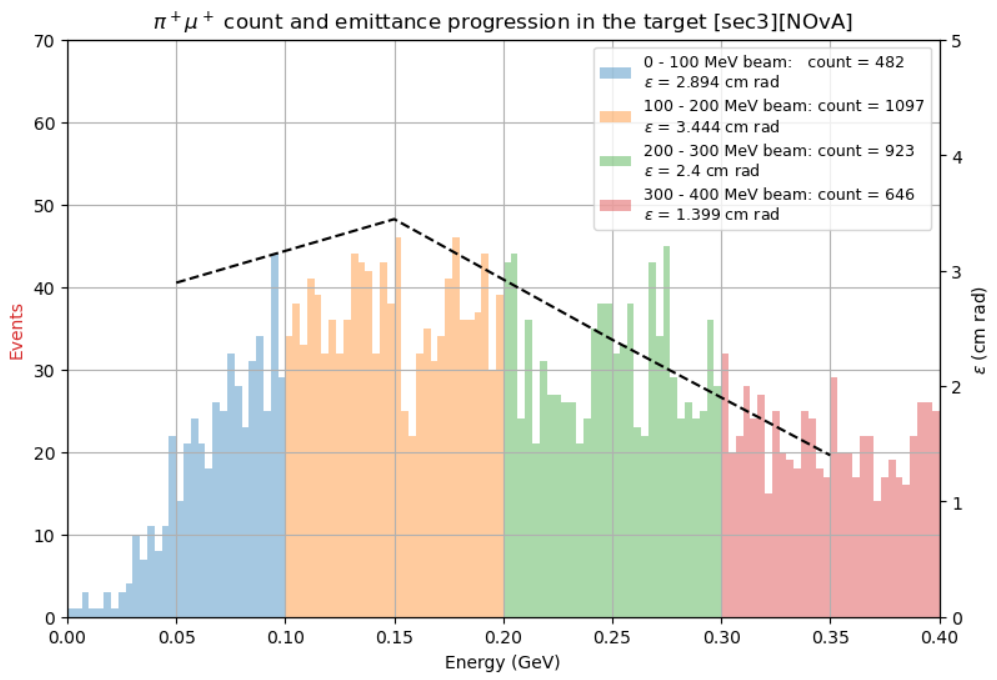 π⁺μ⁺ count and emittance progression in the target [sec3][NOvA]
0 - 100 MeV beam:   count = 482
ε = 2.894 cm rad
100 - 200 MeV beam: count = 1097
ε = 3.444 cm rad
200 - 300 MeV beam: count = 923
ε = 2.4 cm rad
300 - 400 MeV beam: count = 646
ε = 1.399 cm rad
70
60
50
40
30
20
10
0
Events
5
4
3
2
1
0
ε (cm rad)
0.00 0.05 0.10 0.15 0.20 0.25 0.30 0.35 0.40
Energy (GeV)